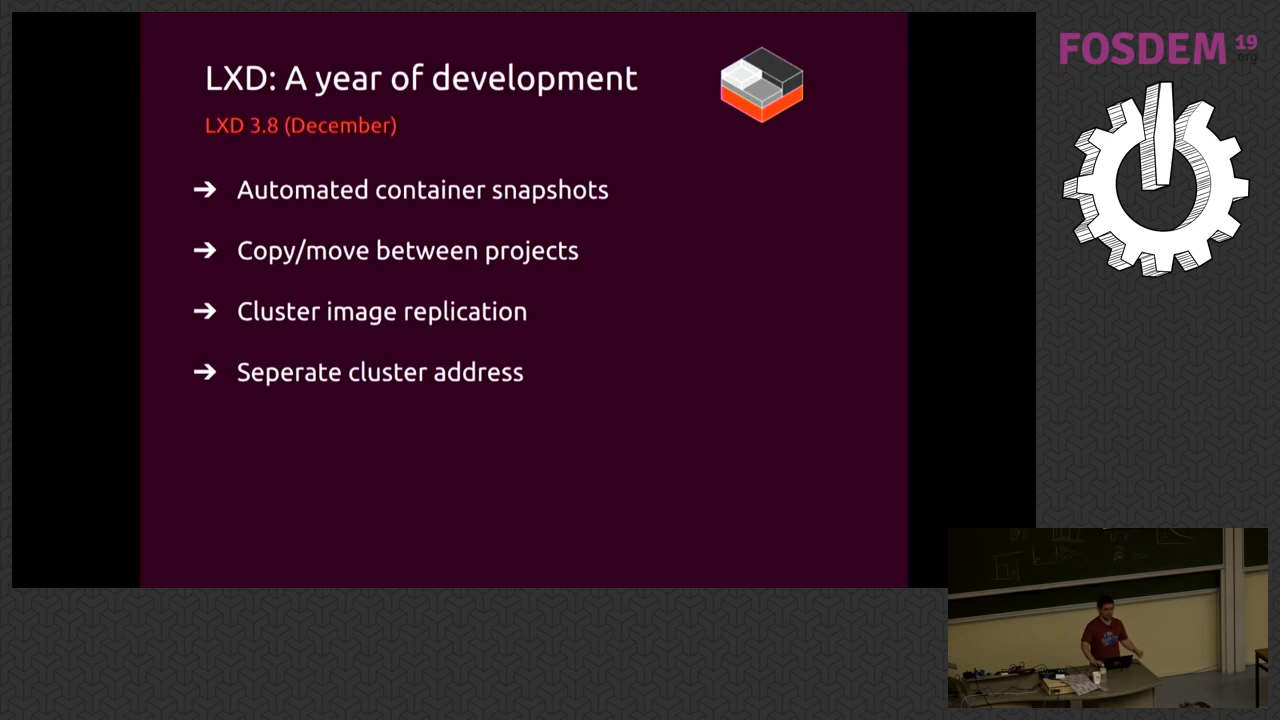 LXD: A year of development
LXD 3.8 (December)
➔ Automated container snapshots
➔ Copy/move between projects
➔ Cluster image replication
➔ Seperate cluster address
FOSDEM 19
.org